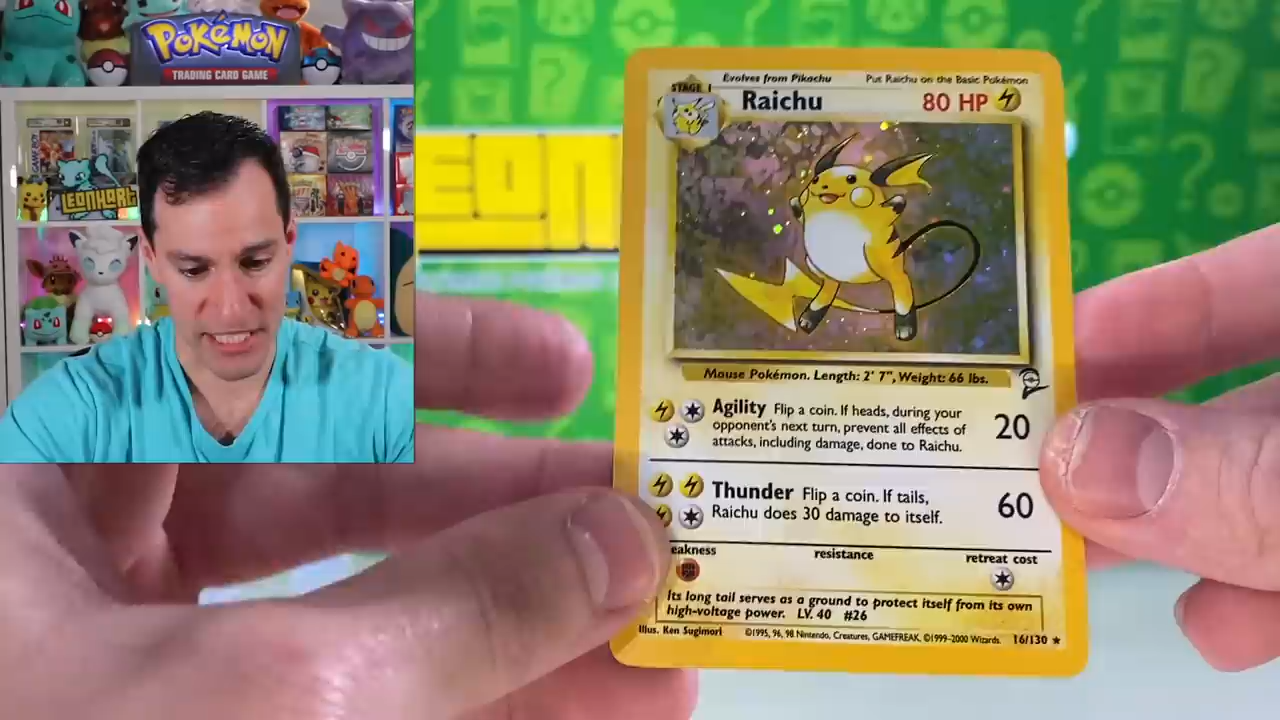 POKéMON
TRADING CARD GAME
LEONHART
LEON
STAGE 1
Evolves from Pikachu
Put Raichu on the Basic Pokémon
Raichu
80 HP
Mouse Pokémon. Length: 2' 7", Weight: 66 lbs.
Agility Flip a coin. If heads, during your
opponent's next turn, prevent all effects of
attacks, including damage, done to Raichu.
20
Thunder Flip a coin. If tails,
Raichu does 30 damage to itself.
60
eakness
resistance
retreat cost
Its long tail serves as a ground to protect itself from its own
high-voltage power. LV. 40 #26
Illus. Ken Sugimori
©1995, 96, 98 Nintendo, Creatures, GAMEFREAK. ©1999-2000 Wizards.
16/130 ★